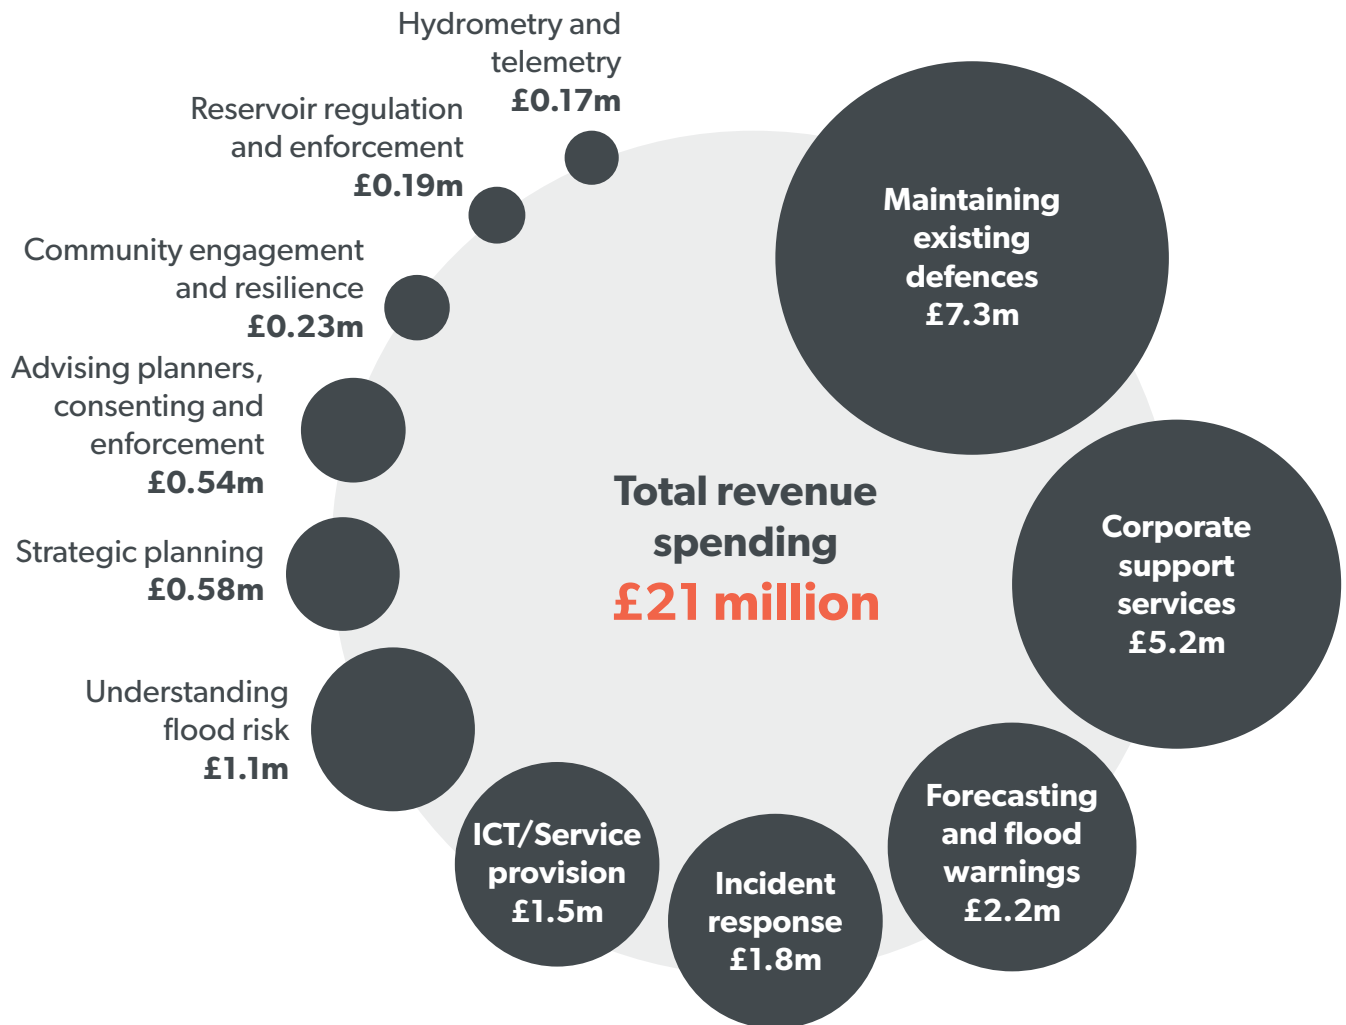 Hydrometry and
telemetry
£0.17m
Reservoir regulation
and enforcement
£0.19m
Community engagement
and resilience
£0.23m
Advising planners,
consenting and
enforcement
£0.54m
Strategic planning
£0.58m
Understanding
flood risk
£1.1m
ICT/Service
provision
£1.5m
Incident
response
£1.8m
Forecasting
and flood
warnings
£2.2m
Corporate
support
services
£5.2m
Maintaining
existing
defences
£7.3m
Total revenue
spending
£21 million